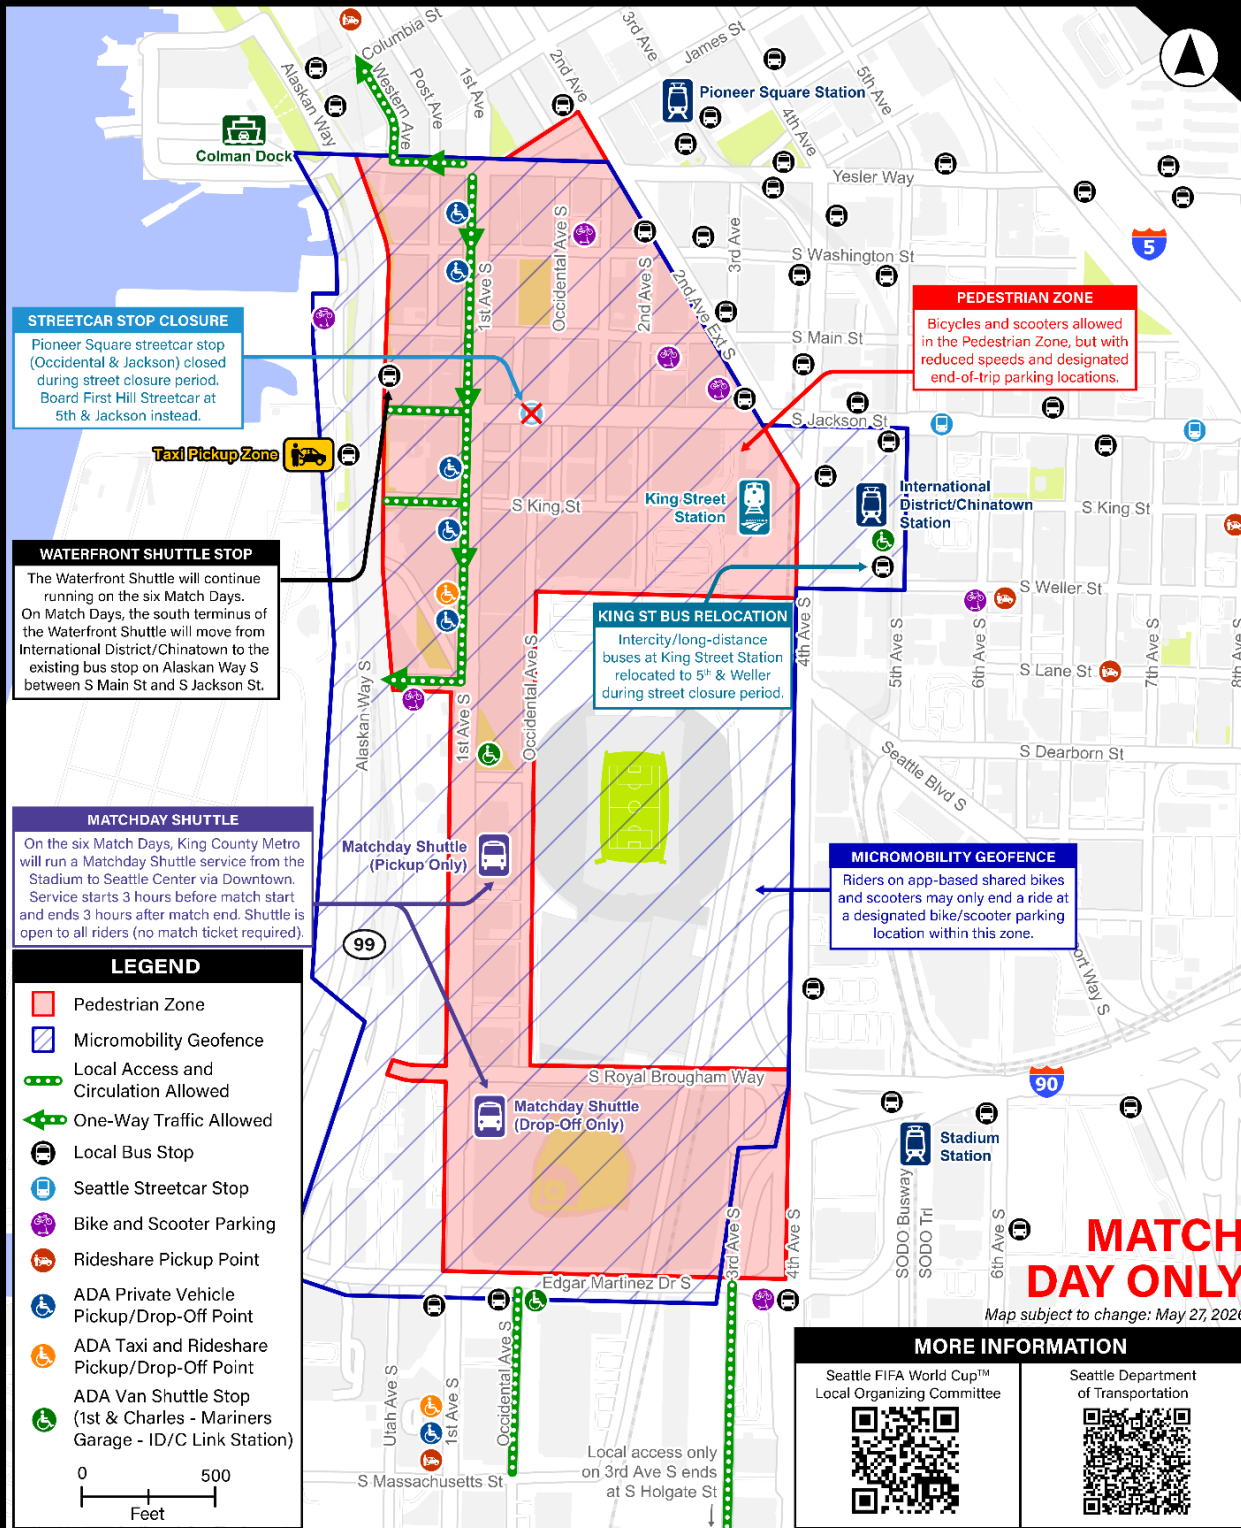 Columbia St
3rd Ave
James St
2nd Ave
5th Ave
Alaskan Way
Western Ave
Post Ave
1st Ave
Pioneer Square Station
4th Ave
Colman Dock
Yesler Way
Occidental Ave S
3rd Ave
S Washington St
5
1st Ave S
2nd Ave S
2nd Ave Ext S
STREETCAR STOP CLOSURE
Pioneer Square streetcar stop
(Occidental & Jackson) closed
during street closure period.
Board First Hill Streetcar at
5th & Jackson instead.
PEDESTRIAN ZONE
Bicycles and scooters allowed
in the Pedestrian Zone, but with
reduced speeds and designated
end-of-trip parking locations.
S Main St
S Jackson St
Taxi Pickup Zone
S King St
King Street
Station
International
District/Chinatown
Station
S King St
WATERFRONT SHUTTLE STOP
The Waterfront Shuttle will continue
running on the six Match Days.
On Match Days, the south terminus of
the Waterfront Shuttle will move from
International District/Chinatown to the
existing bus stop on Alaskan Way S
between S Main St and S Jackson St.
S Weller St
KING ST BUS RELOCATION
Intercity/long-distance
buses at King Street Station
relocated to 5th & Weller
during street closure period.
4th Ave S
5th Ave S
6th Ave S
7th Ave S
8th Ave S
S Lane St
Alaskan Way S
1st Ave S
Occidental Ave S
S Dearborn St
Seattle Blvd S
MATCHDAY SHUTTLE
On the six Match Days, King County Metro
will run a Matchday Shuttle service from the
Stadium to Seattle Center via Downtown.
Service starts 3 hours before match start
and ends 3 hours after match end. Shuttle is
open to all riders (no match ticket required).
Matchday Shuttle
(Pickup Only)
MICROMOBILITY GEOFENCE
Riders on app-based shared bikes
and scooters may only end a ride at
a designated bike/scooter parking
location within this zone.
99
ort Way S
LEGEND
Pedestrian Zone
Micromobility Geofence
Local Access and
Circulation Allowed
One-Way Traffic Allowed
Local Bus Stop
Seattle Streetcar Stop
Bike and Scooter Parking
Rideshare Pickup Point
ADA Private Vehicle
Pickup/Drop-Off Point
ADA Taxi and Rideshare
Pickup/Drop-Off Point
ADA Van Shuttle Stop
(1st & Charles - Mariners
Garage - ID/C Link Station)
0 500
Feet
S Royal Brougham Way
90
Matchday Shuttle
(Drop-Off Only)
Stadium
Station
SODO Busway
SODO Trl
6th Ave S
3rd Ave S
4th Ave S
Edgar Martinez Dr S
MATCH
DAY ONLY
Map subject to change: May 27, 2026
Utah Ave S
1st Ave S
Occidental Ave S
S Massachusetts St
Local access only
on 3rd Ave S ends
at S Holgate St
MORE INFORMATION
Seattle FIFA World Cup™
Local Organizing Committee
Seattle Department
of Transportation